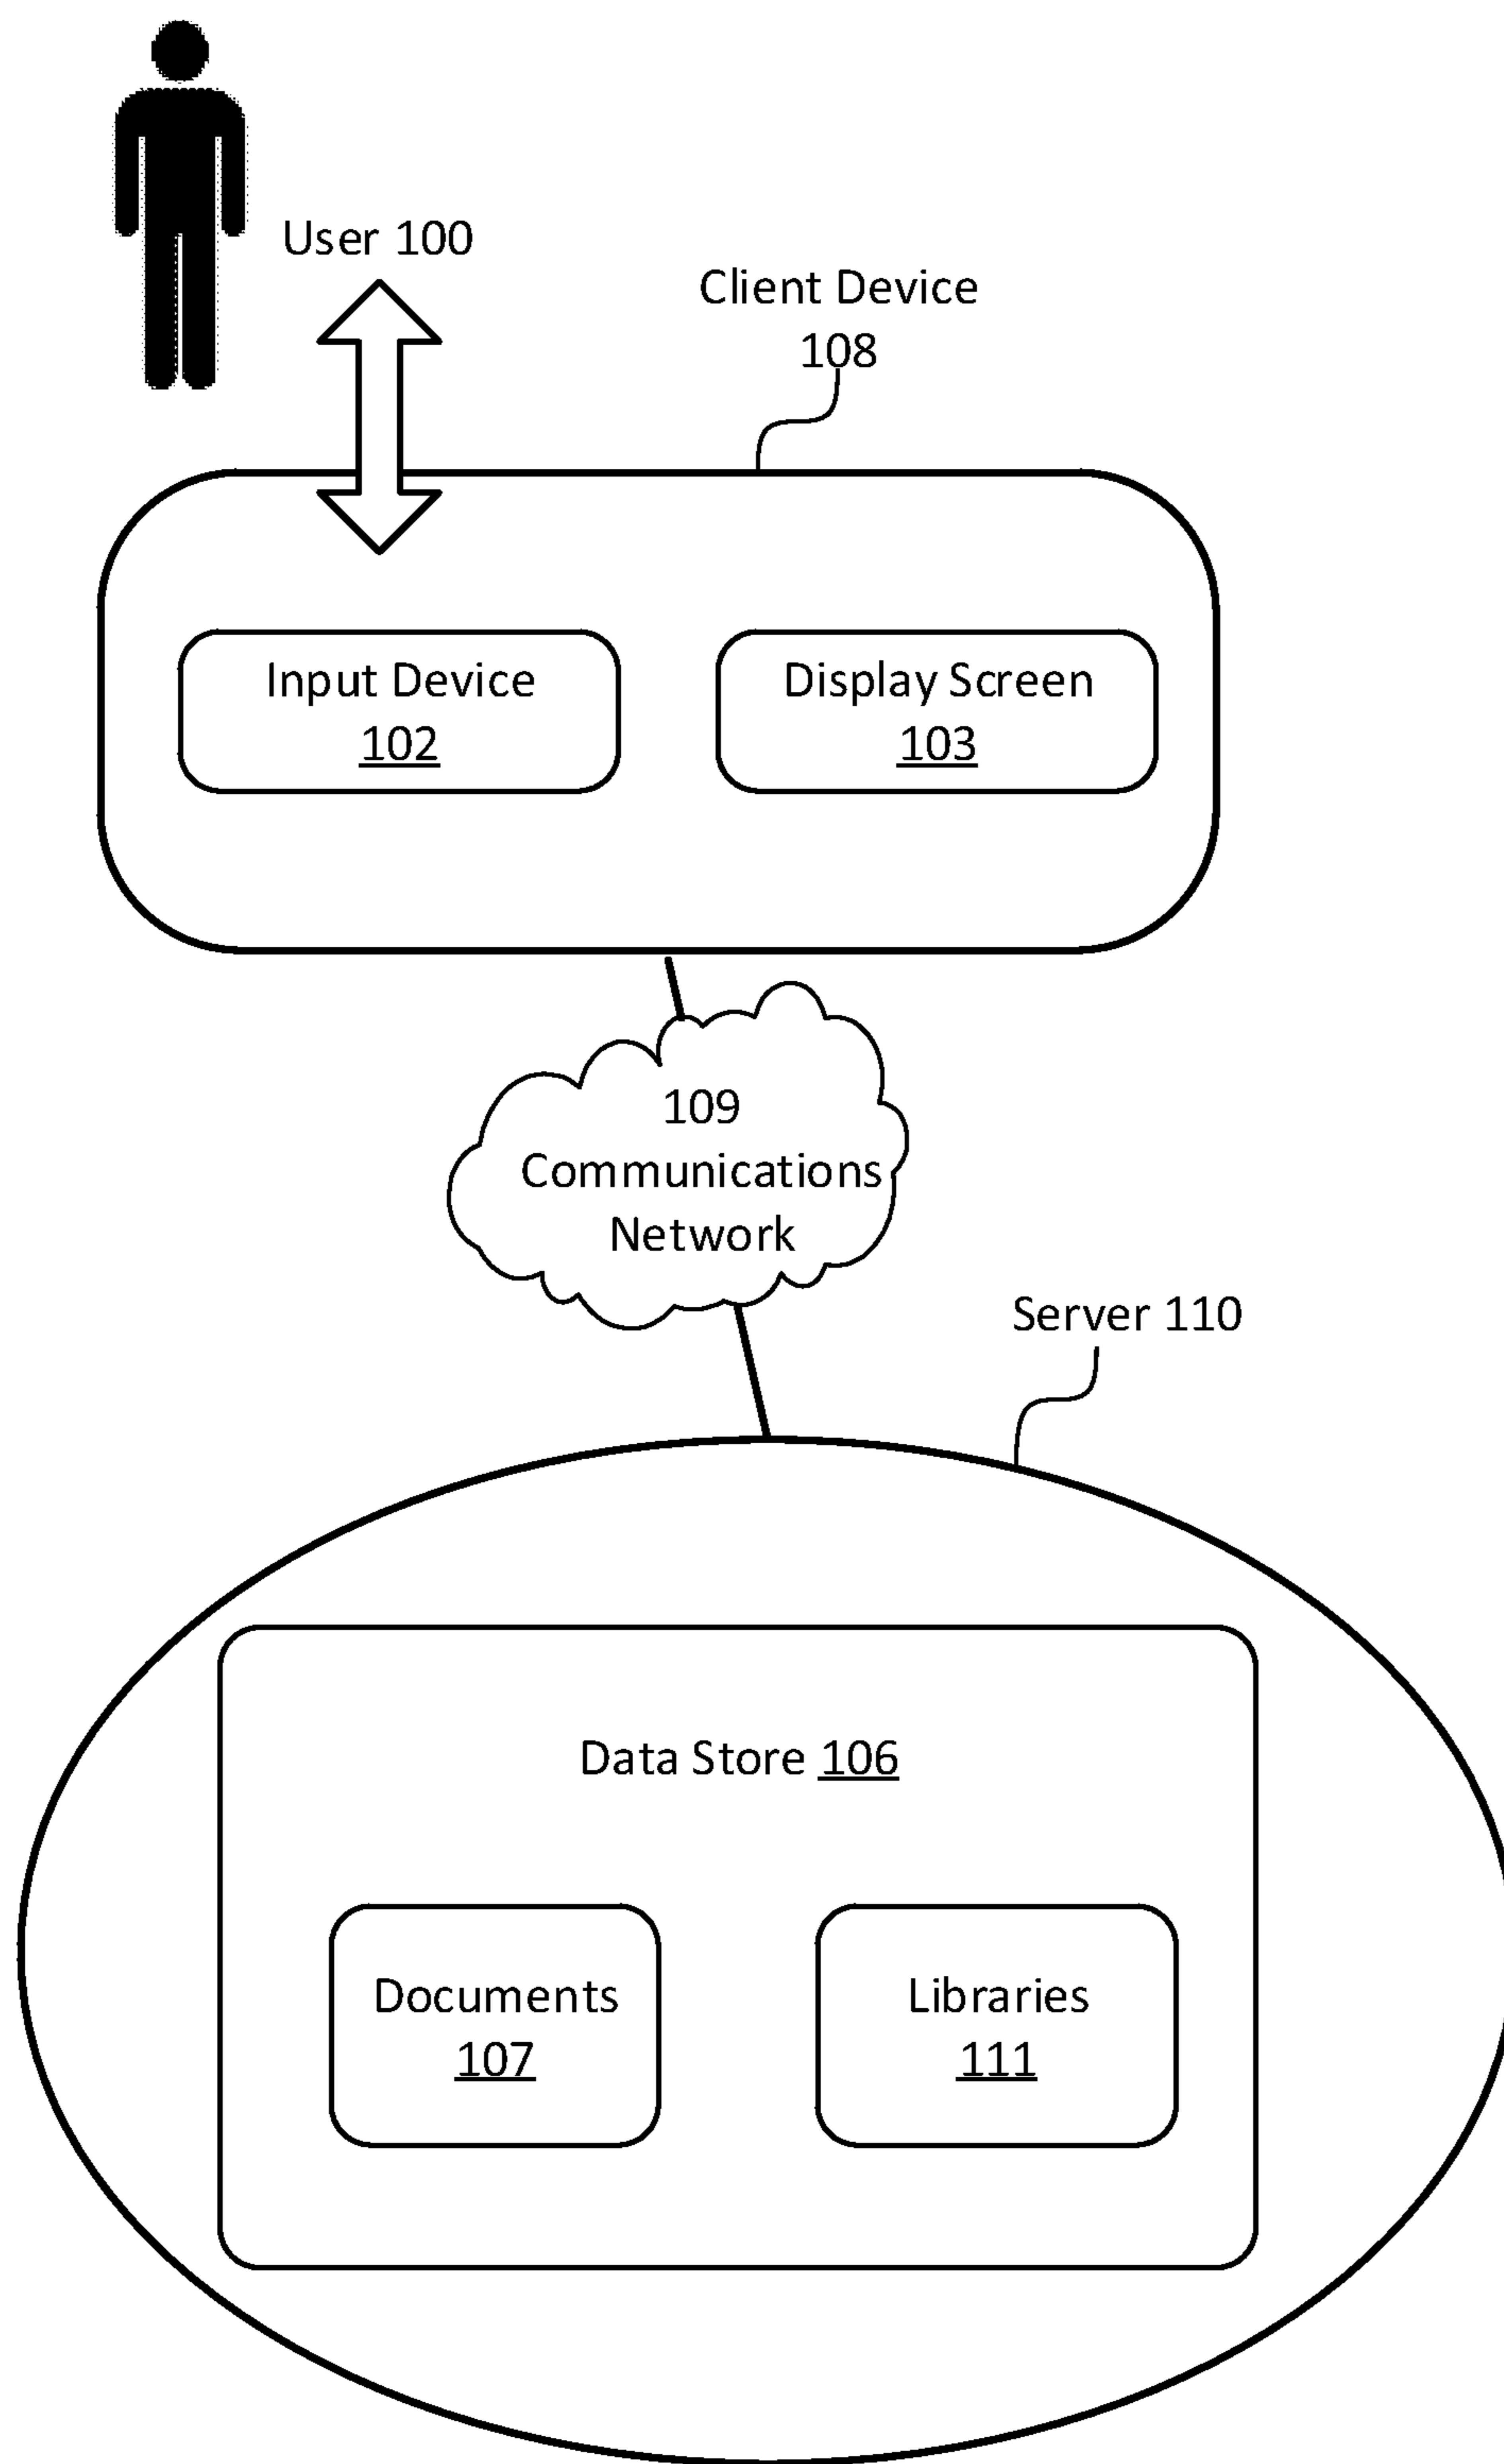 User 100
Client Device
108
Input Device
102
Display Screen
103
109
Communications
Network
Server 110
Data Store 106
Documents
107
Libraries
111